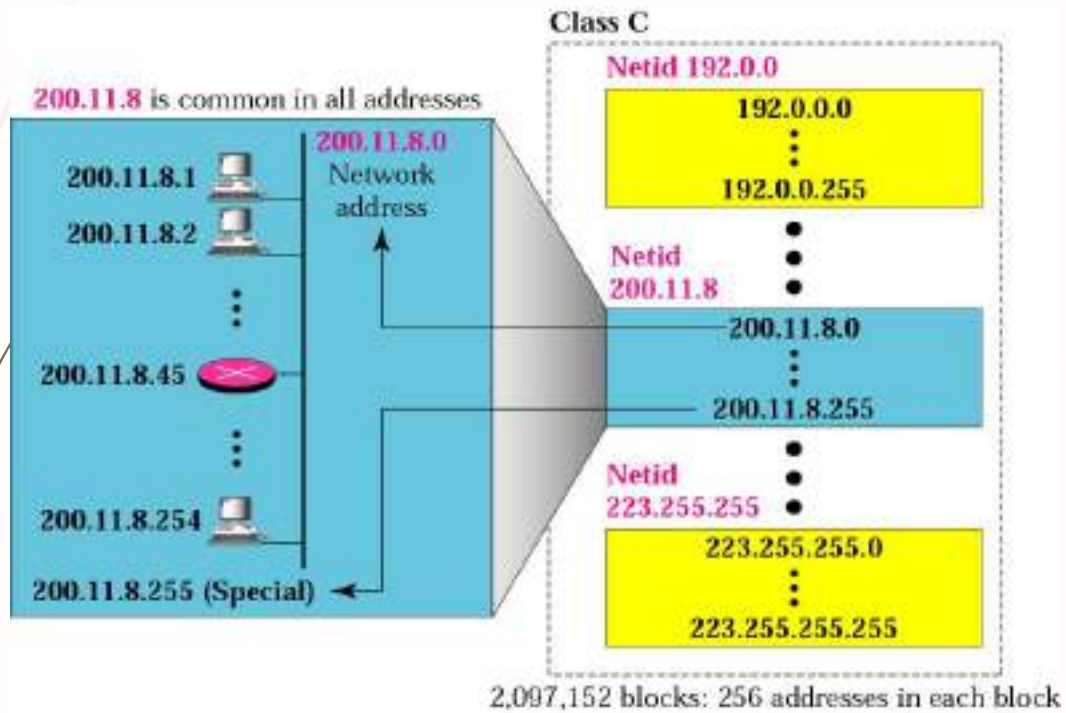 Class C
200.11.8 is common in all addresses
200.11.8.0
Network
address
200.11.8.1
200.11.8.2
200.11.8.45
200.11.8.254
200.11.8.255 (Special)
Netid 192.0.0
192.0.0.0
192.0.0.255
Netid
200.11.8
200.11.8.0
200.11.8.255
Netid
223.255.255
223.255.255.0
223.255.255.255
2,097,152 blocks: 256 addresses in each block